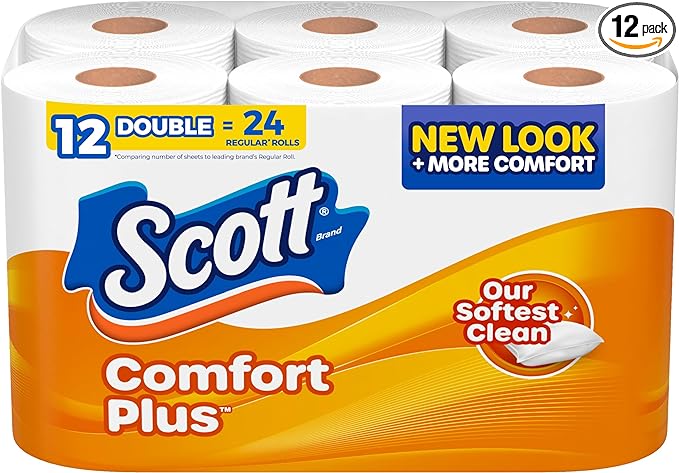 12 pack
12 DOUBLE = 24
REGULAR* ROLLS
*Comparing number of sheets to leading brand's Regular Roll.
NEW LOOK
+ MORE COMFORT
Scott®
Brand
Our
Softest
Clean
Comfort
Plus™